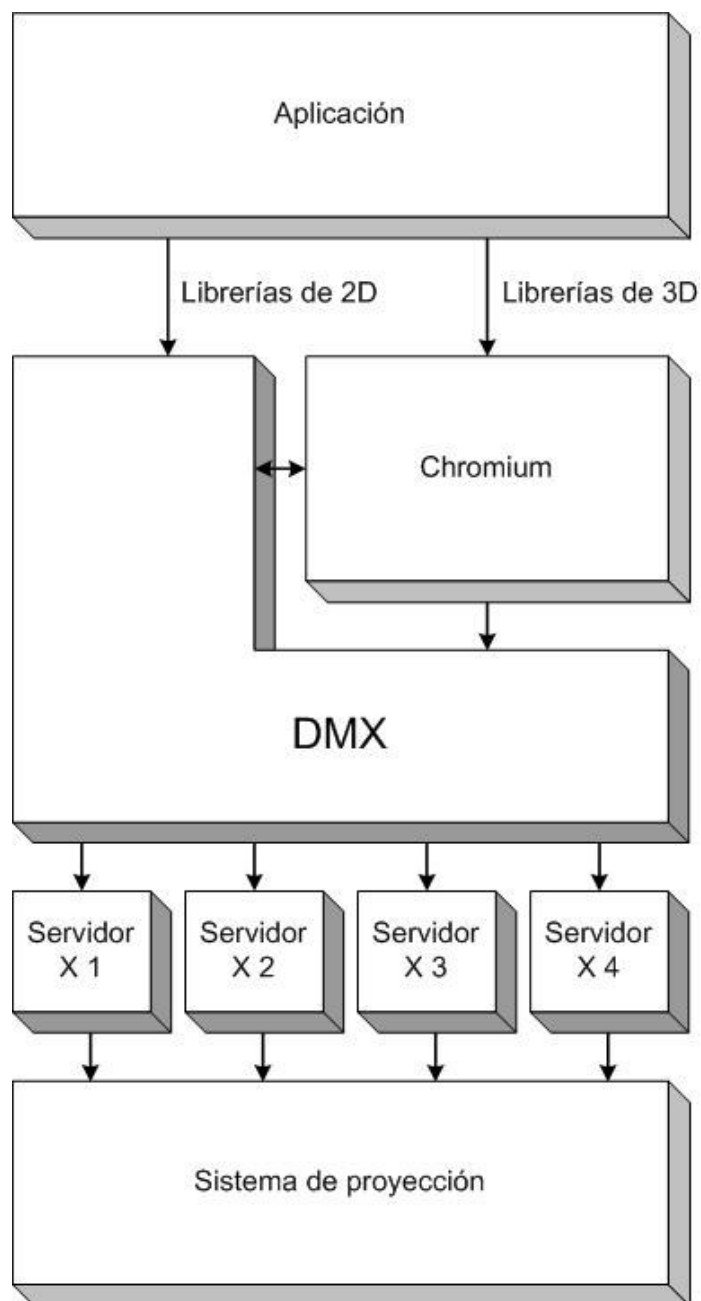 Aplicación
Librerías de 2D
Librerías de 3D
Chromium
DMX
Servidor
X 1
Servidor
X 2
Servidor
X 3
Servidor
X 4
Sistema de proyección